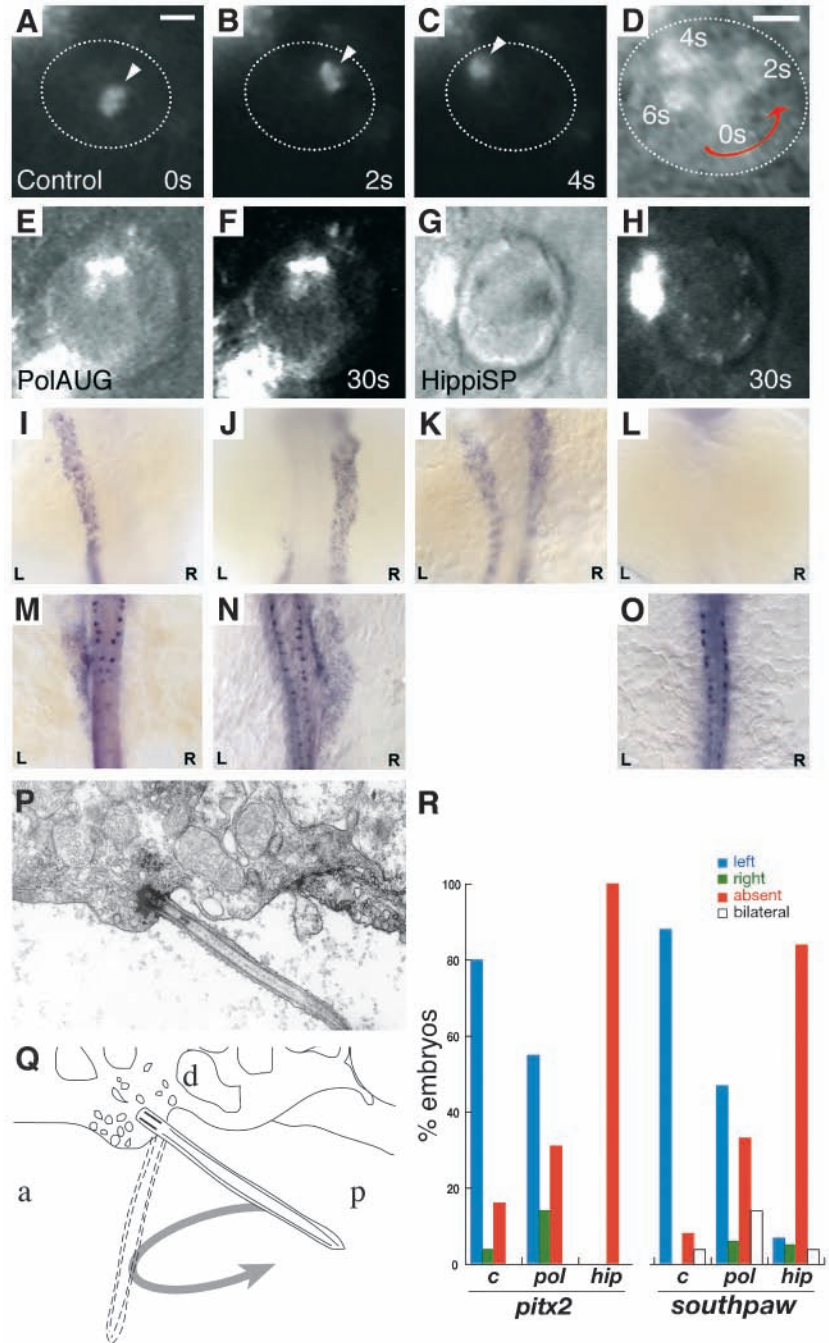 A
B
C
D
Control
0s
2s
4s
4s
2s
6s
0s
E
F
G
H
PolAUG
30s
HippiSP
30s
I
J
K
L
L
R
L
R
L
R
L
R
M
N
O
L
R
L
R
L
R
P
R
left
right
absent
bilateral
100
80
60
40
20
0
% embryos
c
pol
hip
c
pol
hip
pitx2
southpaw
Q
d
a
p